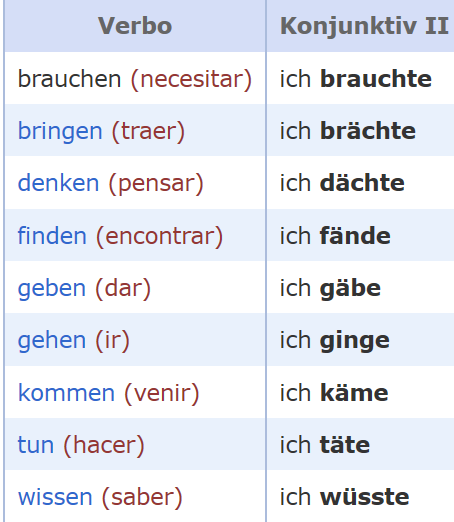 Verbo Konjunktiv II
brauchen (necesitar) ich brauchte
bringen (traer) ich brächte
denken (pensar) ich dächte
finden (encontrar) ich fände
geben (dar) ich gäbe
gehen (ir) ich ginge
kommen (venir) ich käme
tun (hacer) ich täte
wissen (saber) ich wüsste